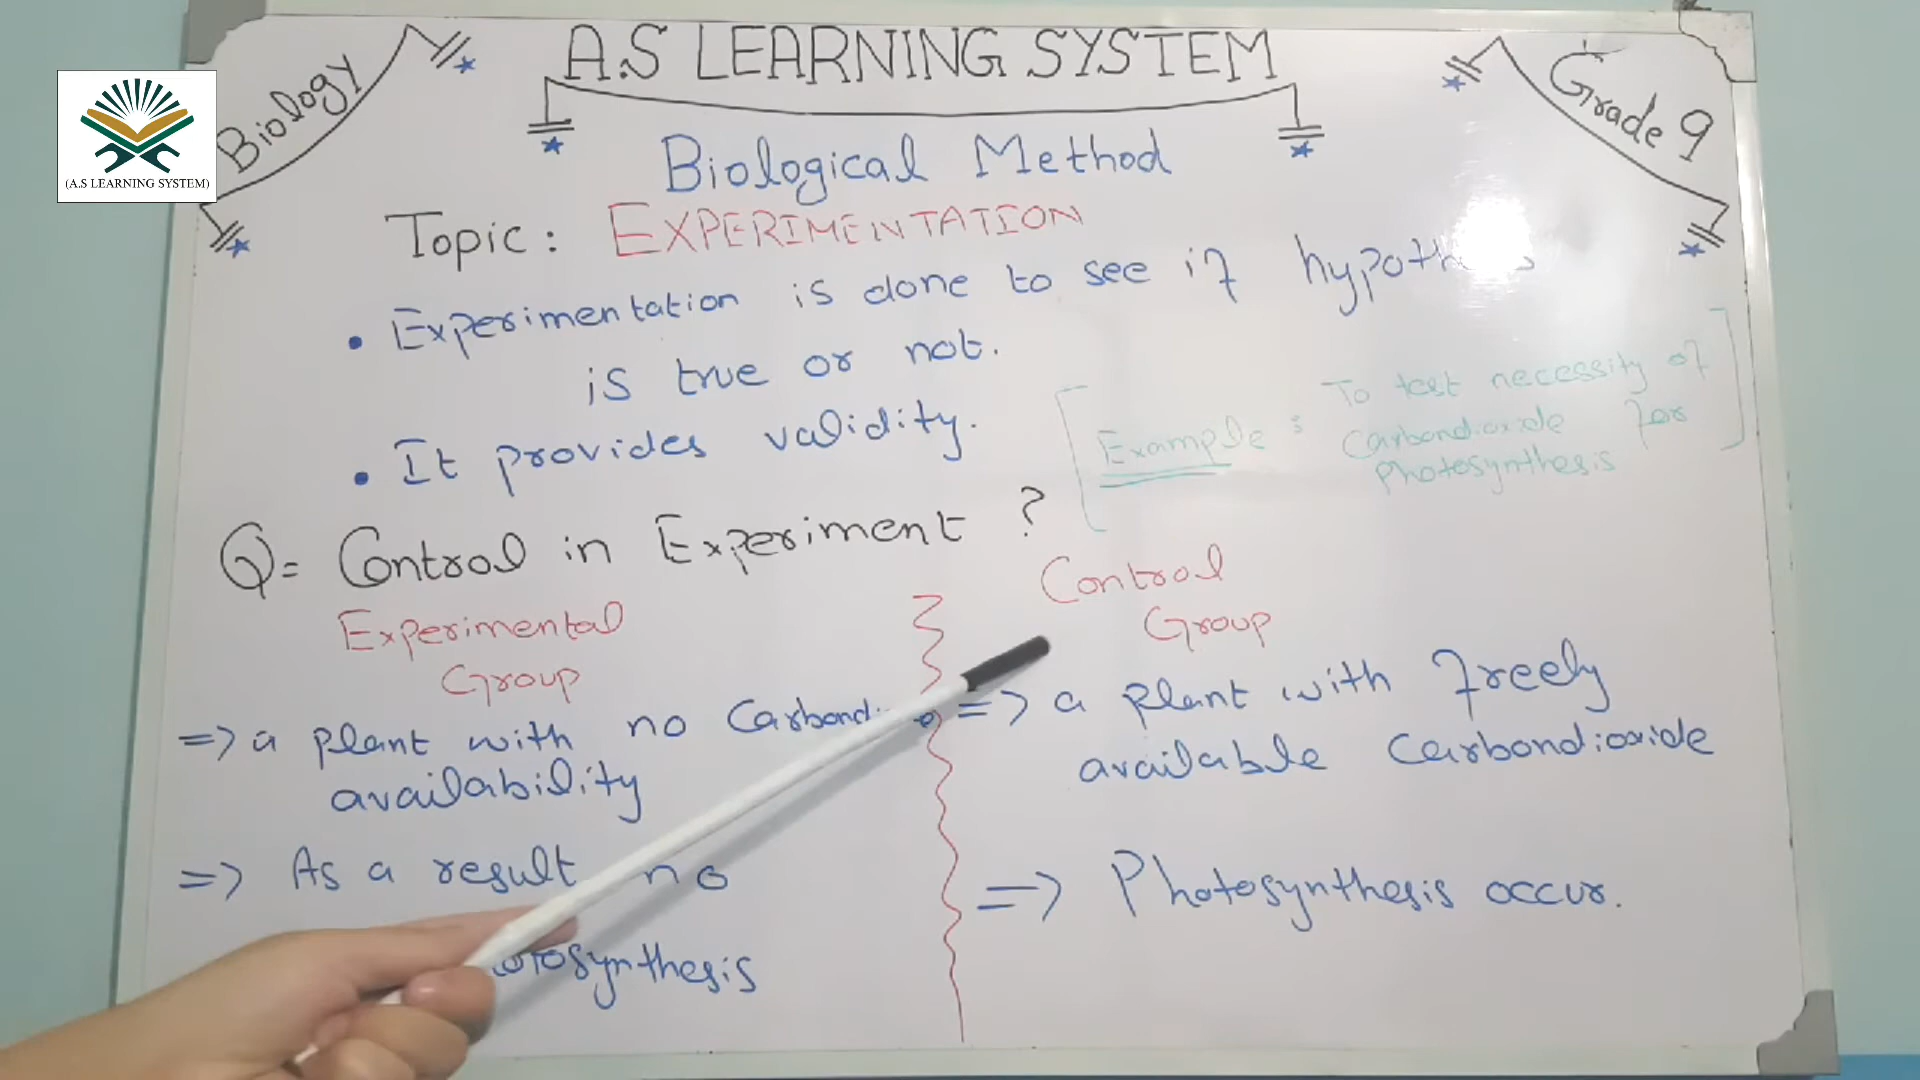 A.S LEARNING SYSTEM
Biology
Grade 9
(A.S LEARNING SYSTEM)
Biological Method
Topic: EXPERIMENTATION
• Experimentation is done to see if
is true or not.
• It provides validity.
[Example: To test necessity of
Carbondioxide for
Photosynthesis]
Q= Control in Experiment ?
Experimental
Group
=> a plant with no
availability
=> As a result no
Control
Group
=> a plant with freely
available Carbondioxide
=> Photosynthesis occur.